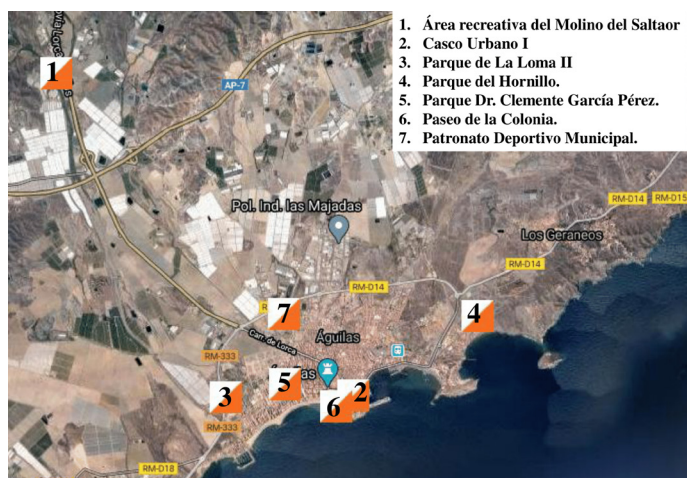 1. Área recreativa del Molino del Saltaor
2. Casco Urbano I
3. Parque de La Loma II
4. Parque del Hornillo.
5. Parque Dr. Clemente García Pérez.
6. Paseo de la Colonia.
7. Patronato Deportivo Municipal.
1
AP-7
RM-D14
RM-D15
Pol. Ind. las Majadas
Los Geraneos
RM-D14
RM-D14
7
4
Águilas
Carr. de Lorca
RM-333
5
3
6
2
RM-333
RM-D18